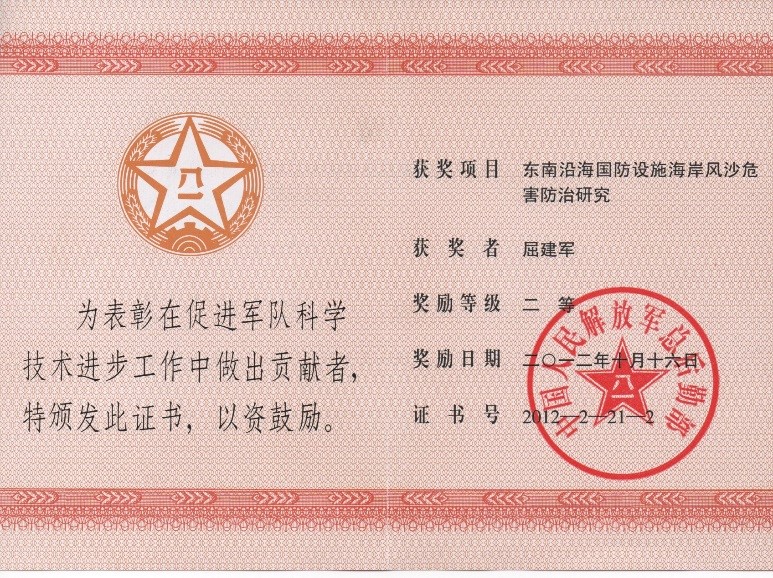 八一
为表彰在促进军队科学
技术进步工作中做出贡献者，
特颁发此证书，以资鼓励。
获奖项目 东南沿海国防设施海岸风沙危
害防治研究
获奖者 屈建军
奖励等级 二等
奖励日期 二〇一二年十月十六日
证书号 2012—2—21—2
中国人民解放军总后勤部
八一